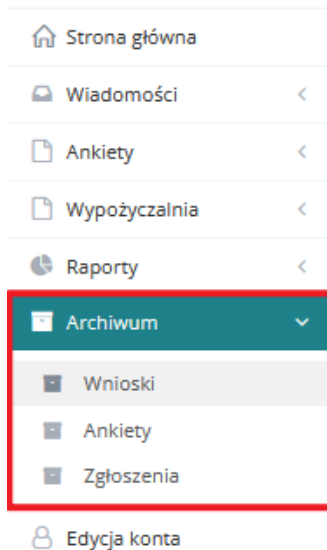 Strona główna
Wiadomości
Ankiety
Wypożyczalnia
Raporty
Archiwum
Wnioski
Ankiety
Zgłoszenia
Edycja konta